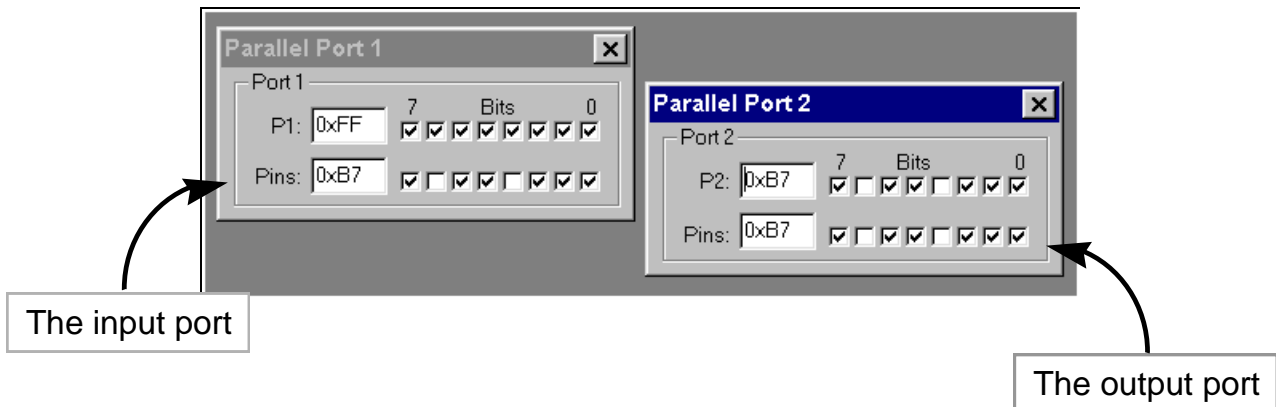 Parallel Port 1
Port 1
7 Bits 0
P1: 0xFF
Pins: 0xB7
Parallel Port 2
Port 2
7 Bits 0
P2: 0xB7
Pins: 0xB7
The input port
The output port